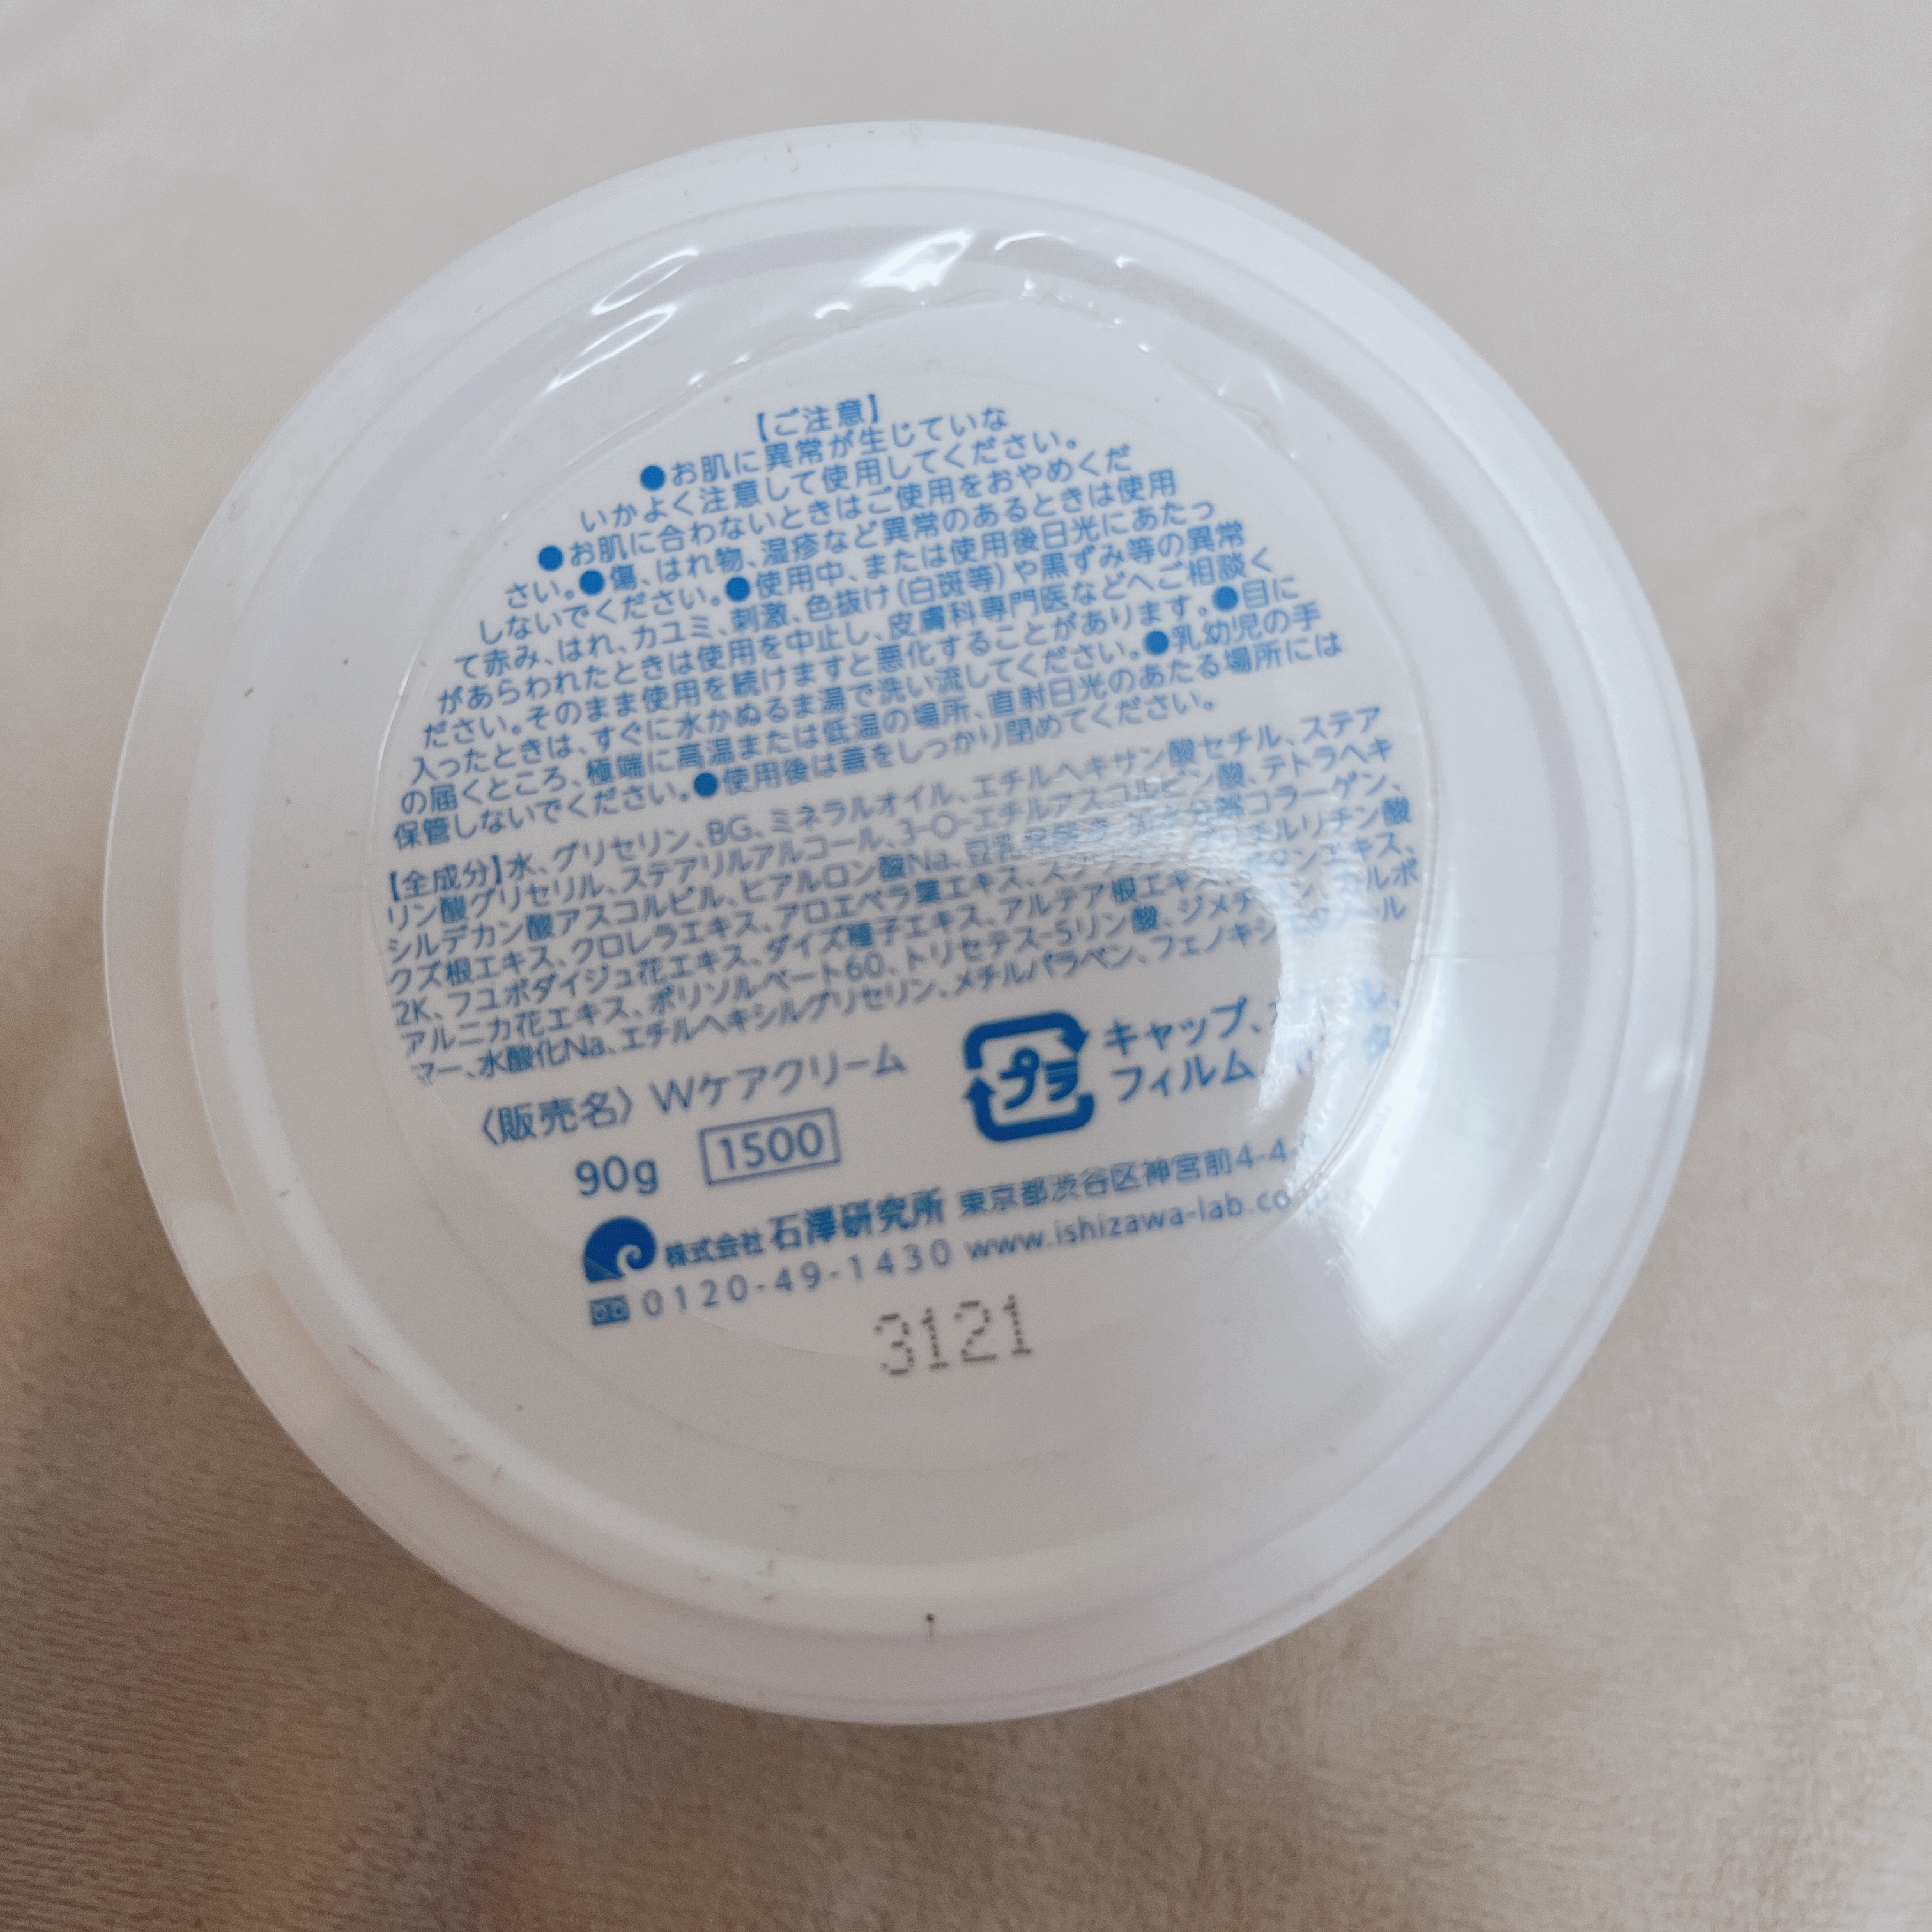 【ご注意】
●お肌に異常が生じていな
いかよく注意して使用してください。
●お肌に合わないときはご使用をおやめくだ
さい。●傷、はれ物、湿疹など異常のあるときは使用
しないでください。●使用中、または使用後日光にあたっ
て赤み、はれ、カユミ、刺激、色抜け(白斑等)や黒ずみ等の異常
があらわれたときは使用を中止し、皮膚科専門医などへご相談く
ださい。そのまま使用を続けますと悪化することがあります。●目に
入ったときは、すぐに水かぬるま湯で洗い流してください。●乳幼児の手
の届くところ、極端に高温または低温の場所、直射日光のあたる場所には
保管しないでください。●使用後は蓋をしっかり閉めてください。
【全成分】水、グリセリン、BG、ミネラルオイル、エチルヘキサン酸セチル、ステア
リン酸グリセリル、ステアリルアルコール、3-O-エチルアスコルビン酸、テトラヘキ
シルデカン酸アスコルビル、ヒアルロン酸Na、コラーゲン、
クズ根エキス、クロレラエキス、アロエベラ葉エキス、
2K、フユボダイジュ花エキス、ダイズ種子エキス、アルテア根エキス、
アルニカ花エキス、ポリソルベート60、トリセテス-5リン酸、
マー、水酸化Na、エチルヘキシルグリセリン、メチルパラベン、
〈販売名〉Wケアクリーム
90g 1500
プラ
キャップ、
フィルム
株式会社 石澤研究所 東京都渋谷区神宮前4-4
0120-49-1430 www.ishizawa-lab.co
3121